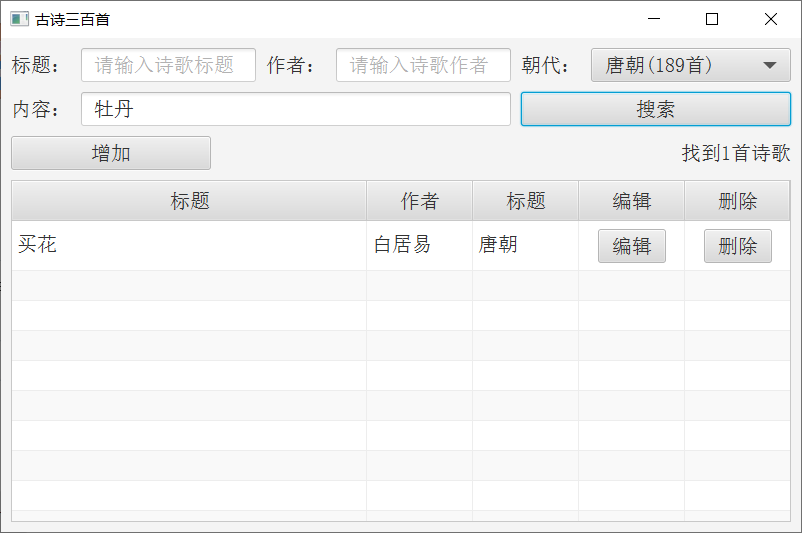 古诗三百首
标题： 请输入诗歌标题 作者： 请输入诗歌作者 朝代： 唐朝(189首)
内容： 牡丹 搜索
增加 找到1首诗歌
标题 作者 标题 编辑 删除
买花 白居易 唐朝 编辑 删除